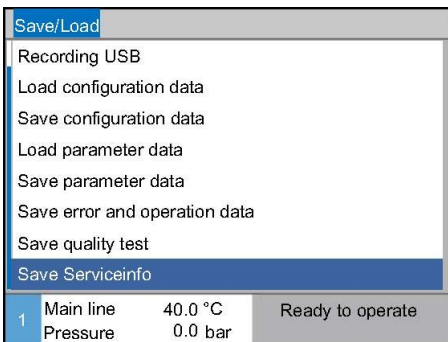 Save/Load
Recording USB
Load configuration data
Save configuration data
Load parameter data
Save parameter data
Save error and operation data
Save quality test
Save Serviceinfo
1 Main line 40.0 °C Ready to operate
Pressure 0.0 bar